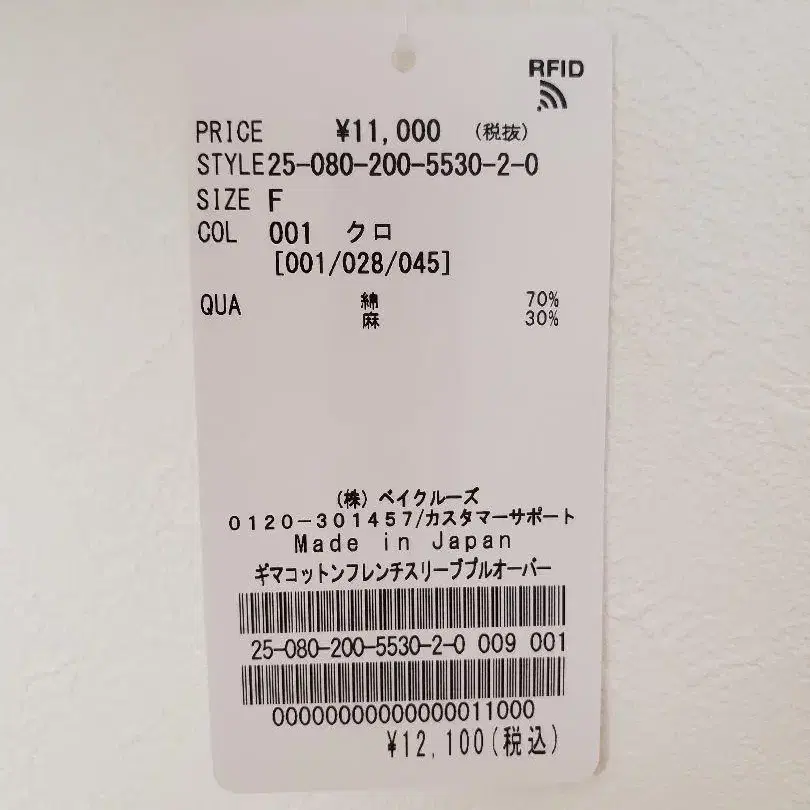 RFID
PRICE ¥11,000 (税抜)
STYLE25-080-200-5530-2-0
SIZE F
COL 001 クロ
[001/028/045]
QUA 綿 70%
麻 30%
(株)ベイクルーズ
0120-301457/カスタマーサポート
Made in Japan
ギマコットンフレンチスリーブプルオーバー
25-080-200-5530-2-0 009 001
00000000000000011000
¥12,100(税込)